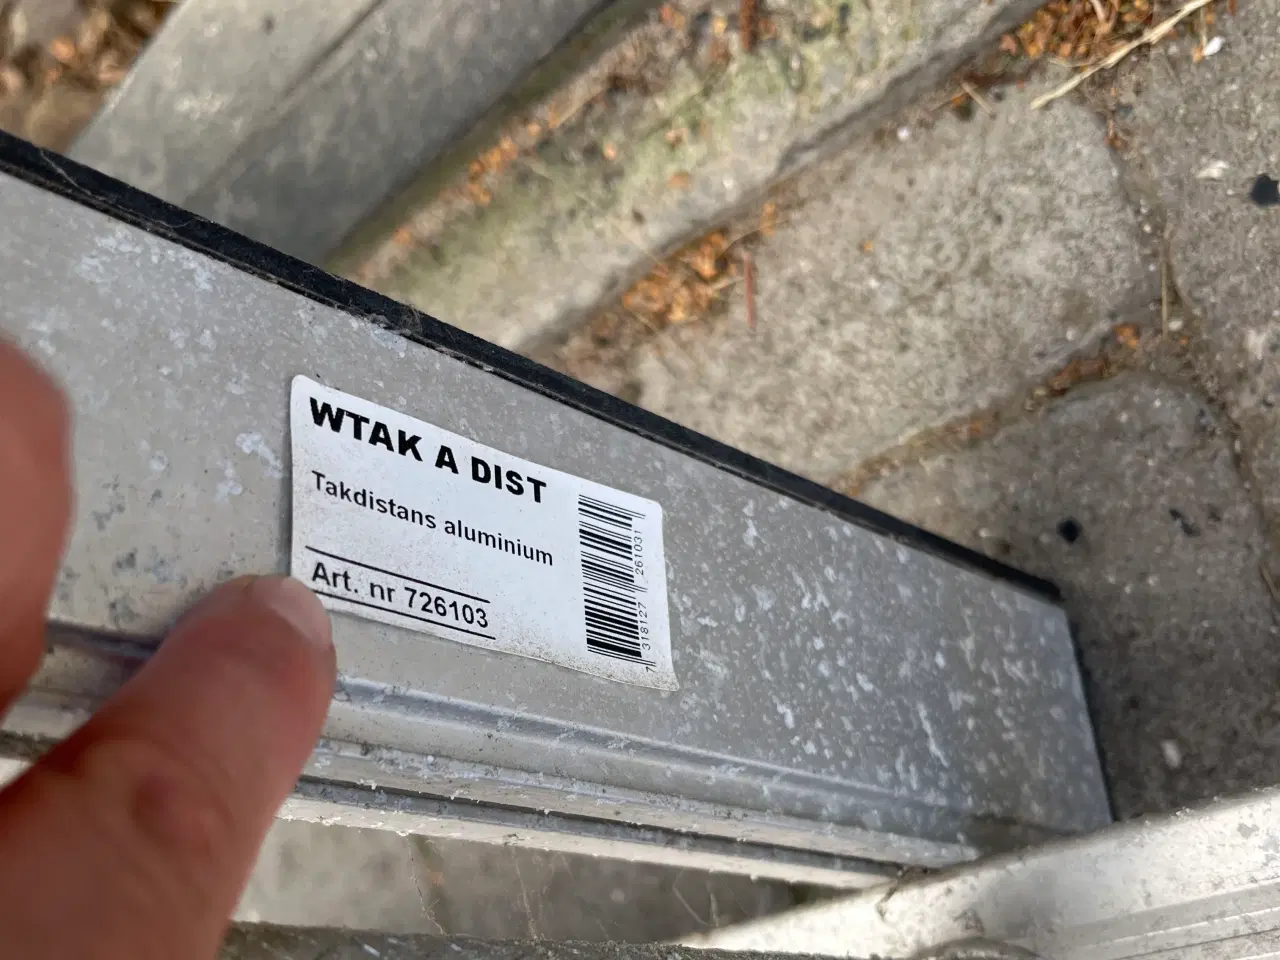 WTAK A DIST
Takdistans aluminium
Art. nr 726103
7 318127 261031